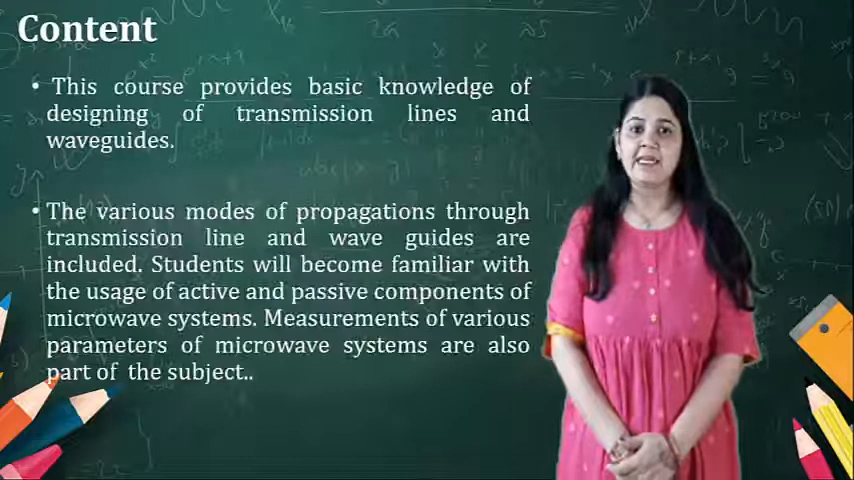 Content
• This course provides basic knowledge of
designing of transmission lines and
waveguides.
• The various modes of propagations through
transmission line and wave guides are
included. Students will become familiar with
the usage of active and passive components of
microwave systems. Measurements of various
parameters of microwave systems are also
part of the subject..